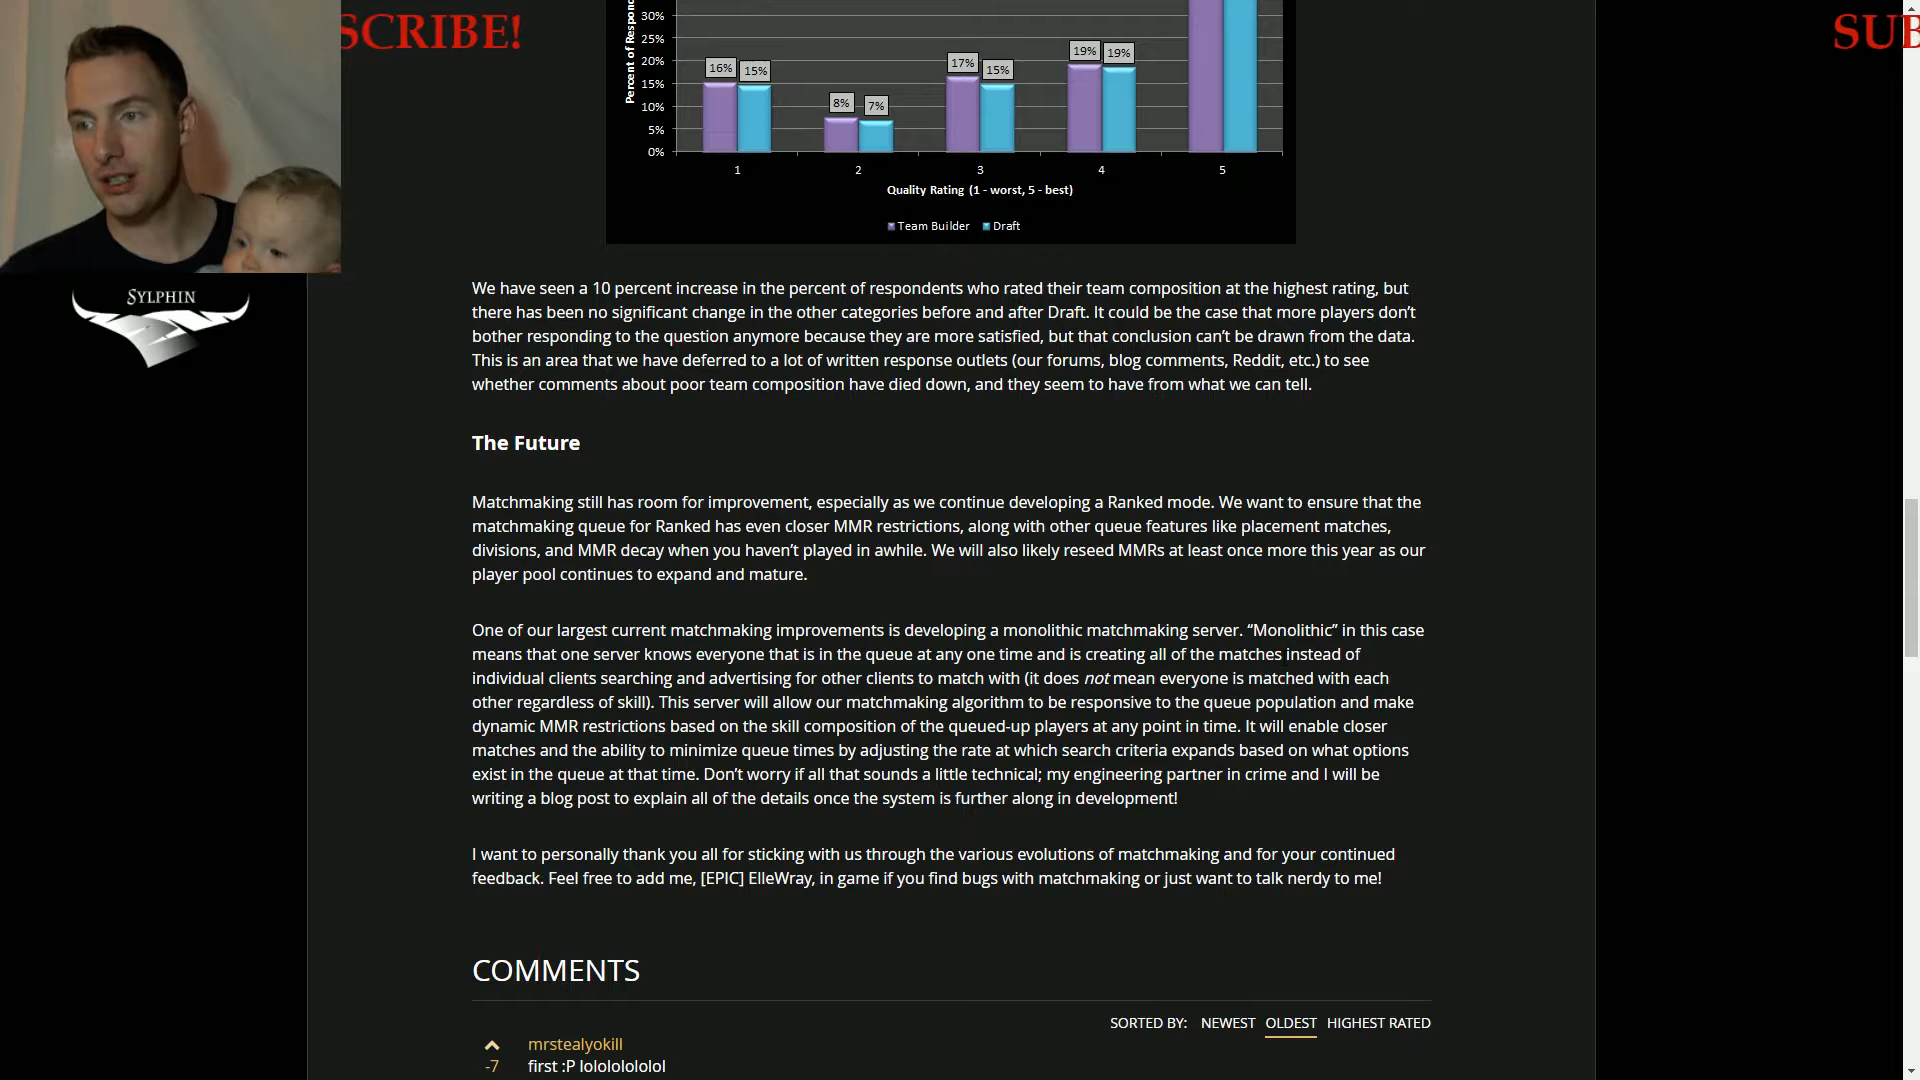 SCRIBE!
SUB
Percent of Respon
30%
25%
20%
15%
10%
5%
0%
16%
15%
8%
7%
17%
15%
19%
19%
1
2
3
4
5
Quality Rating (1 - worst, 5 - best)
Team Builder
Draft
SYLPHIN
We have seen a 10 percent increase in the percent of respondents who rated their team composition at the highest rating, but
there has been no significant change in the other categories before and after Draft. It could be the case that more players don’t
bother responding to the question anymore because they are more satisfied, but that conclusion can’t be drawn from the data.
This is an area that we have deferred to a lot of written response outlets (our forums, blog comments, Reddit, etc.) to see
whether comments about poor team composition have died down, and they seem to have from what we can tell.
The Future
Matchmaking still has room for improvement, especially as we continue developing a Ranked mode. We want to ensure that the
matchmaking queue for Ranked has even closer MMR restrictions, along with other queue features like placement matches,
divisions, and MMR decay when you haven’t played in awhile. We will also likely reseed MMRs at least once more this year as our
player pool continues to expand and mature.
One of our largest current matchmaking improvements is developing a monolithic matchmaking server. “Monolithic” in this case
means that one server knows everyone that is in the queue at any one time and is creating all of the matches instead of
individual clients searching and advertising for other clients to match with (it does not mean everyone is matched with each
other regardless of skill). This server will allow our matchmaking algorithm to be responsive to the queue population and make
dynamic MMR restrictions based on the skill composition of the queued-up players at any point in time. It will enable closer
matches and the ability to minimize queue times by adjusting the rate at which search criteria expands based on what options
exist in the queue at that time. Don’t worry if all that sounds a little technical; my engineering partner in crime and I will be
writing a blog post to explain all of the details once the system is further along in development!
I want to personally thank you all for sticking with us through the various evolutions of matchmaking and for your continued
feedback. Feel free to add me, [EPIC] ElleWray, in game if you find bugs with matchmaking or just want to talk nerdy to me!
COMMENTS
SORTED BY: NEWEST OLDEST HIGHEST RATED
mrstealyokill
-7 first :P lolololololol